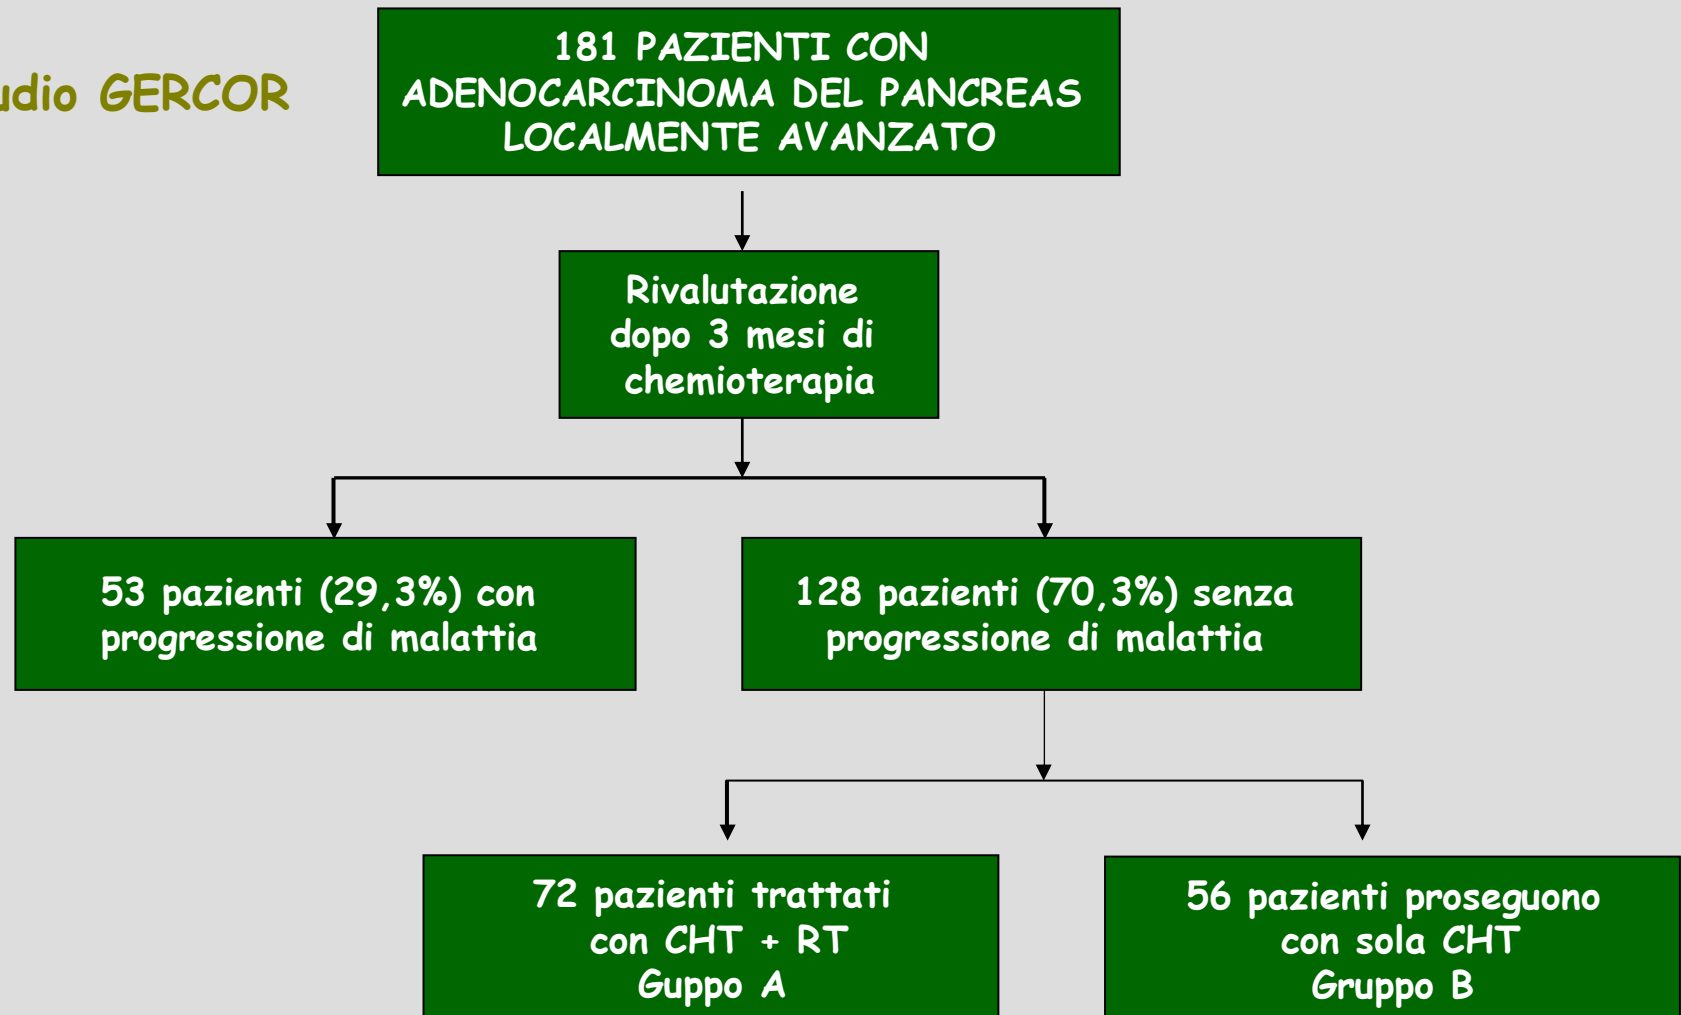 udio GERCOR
181 PAZIENTI CON
ADENOCARCINOMA DEL PANCREAS
LOCALMENTE AVANZATO
Rivalutazione
dopo 3 mesi di
chemioterapia
53 pazienti (29,3%) con
progressione di malattia
128 pazienti (70,3%) senza
progressione di malattia
72 pazienti trattati
con CHT + RT
Guppo A
56 pazienti proseguono
con sola CHT
Gruppo B